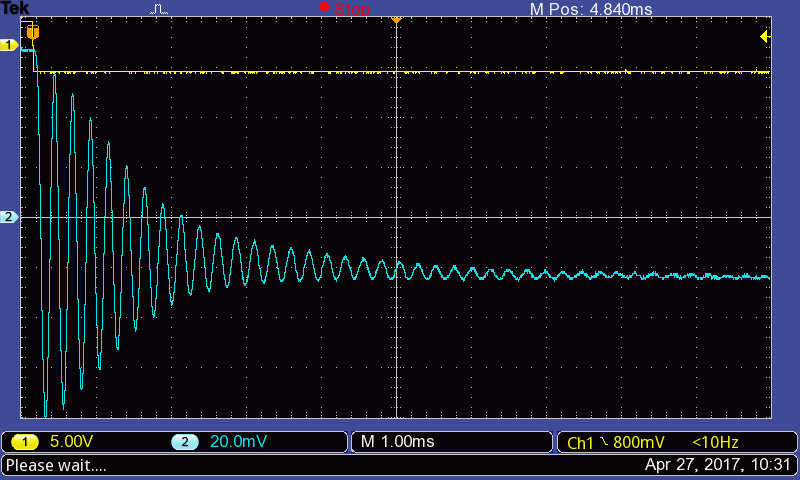 Tek Stop M Pos: 4.840ms
1
2
1 5.00V 2 20.0mV M 1.00ms Ch1 \ 800mV <10Hz
Please wait.... Apr 27, 2017, 10:31